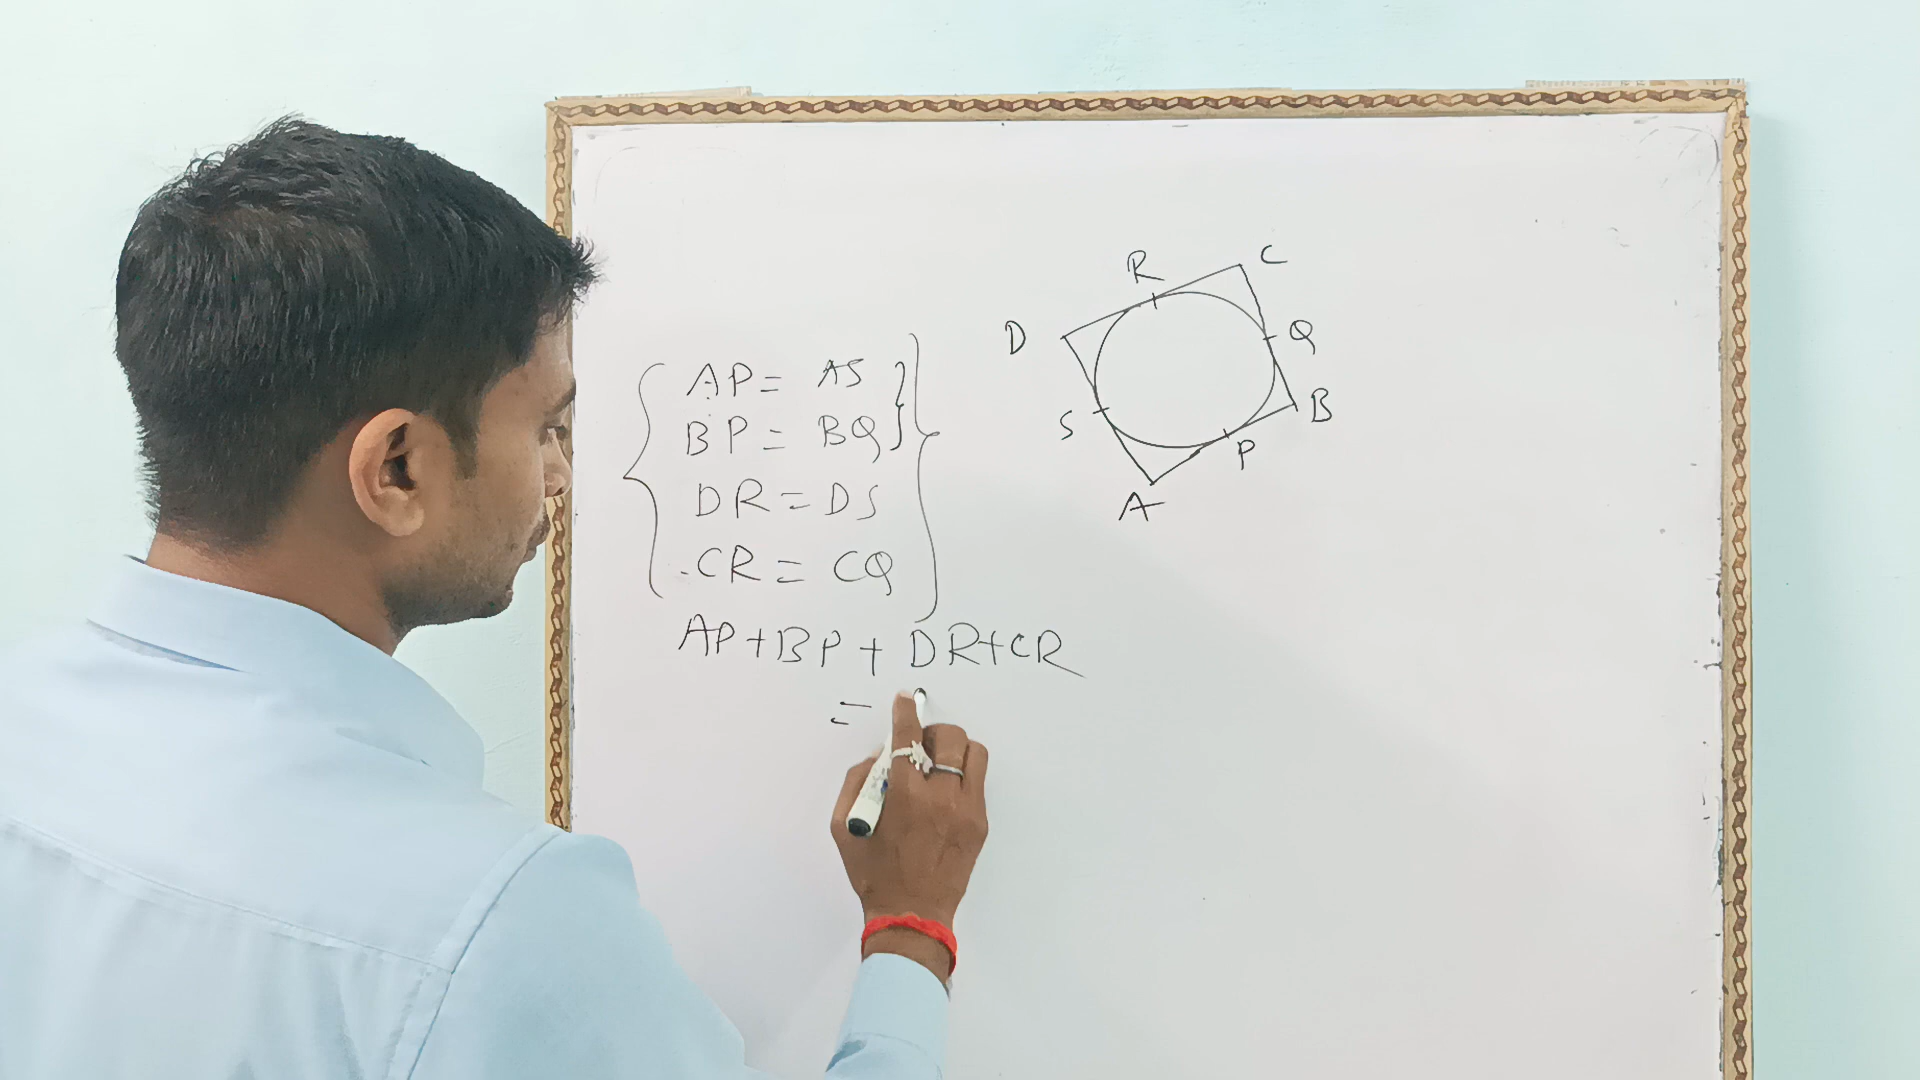 AP = AS
BP = BQ
DR = DS
CR = CQ
AP + BP + DR + CR
=
R
C
D
Q
B
S
P
A